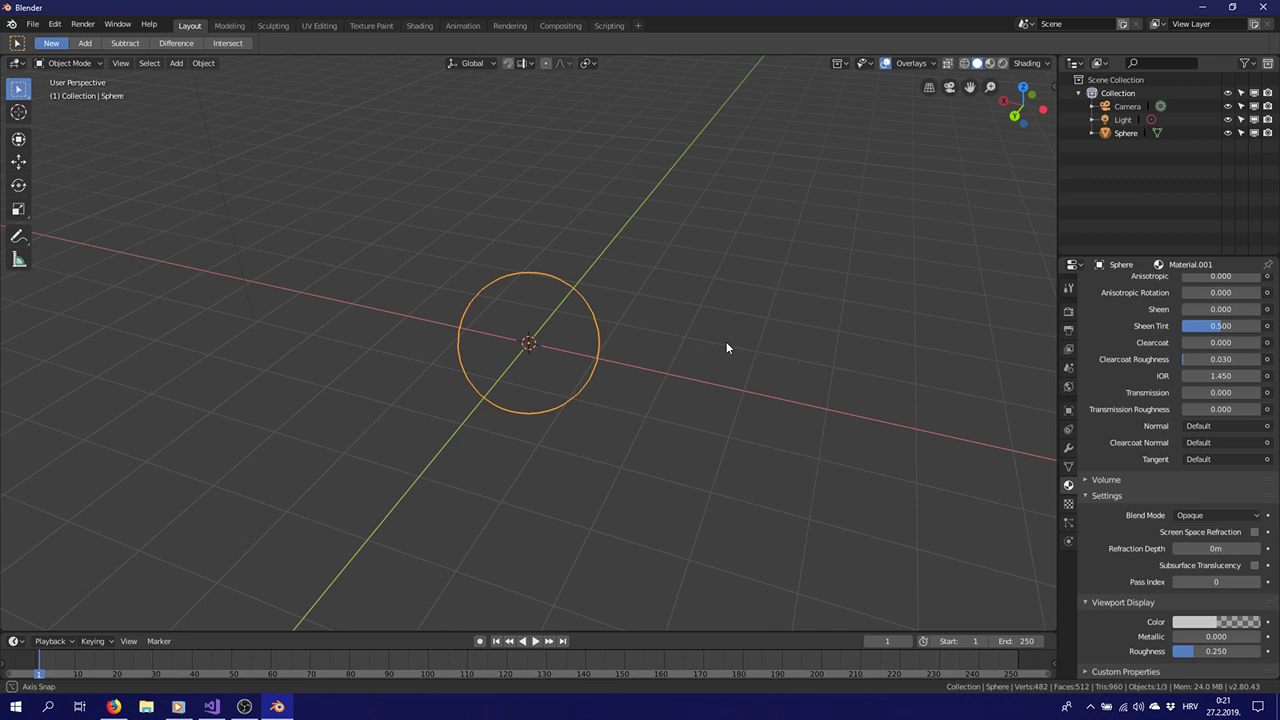 Blender
File Edit Render Window Help Layout Modeling Sculpting UV Editing Texture Paint Shading Animation Rendering Compositing Scripting + Scene View Layer
New Add Subtract Difference Intersect
Object Mode View Select Add Object Global Overlays Shading
User Perspective
(1) Collection | Sphere
Z
X
Y
Scene Collection
Collection
Camera
Light
Sphere
Sphere Material.001
Anisotropic 0.000
Anisotropic Rotation 0.000
Sheen 0.000
Sheen Tint 0.500
Clearcoat 0.000
Clearcoat Roughness 0.030
IOR 1.450
Transmission 0.000
Transmission Roughness 0.000
Normal Default
Clearcoat Normal Default
Tangent Default
Volume
Settings
Blend Mode Opaque
Screen Space Refraction
Refraction Depth 0m
Subsurface Translucency
Pass Index 0
Viewport Display
Color
Metallic 0.000
Roughness 0.250
Custom Properties
Playback Keying View Marker 1 Start: 1 End: 250
1 10 20 30 40 50 60 70 80 90 100 110 120 130 140 150 160 170 180 190 200 210 220 230 240 250
Axis Snap Collection | Sphere | Verts:482 | Faces:512 | Tris:960 | Objects:1/3 | Mem: 24.0 MB | v2.80.43
HRV 0:21
27.2.2019.